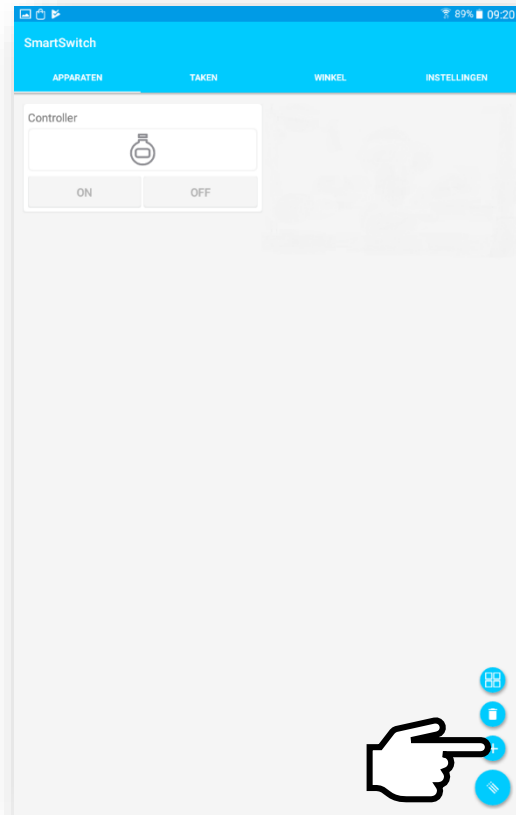 89% 09:20
SmartSwitch
APPARATEN TAKEN WINKEL INSTELLINGEN
Controller
ON OFF